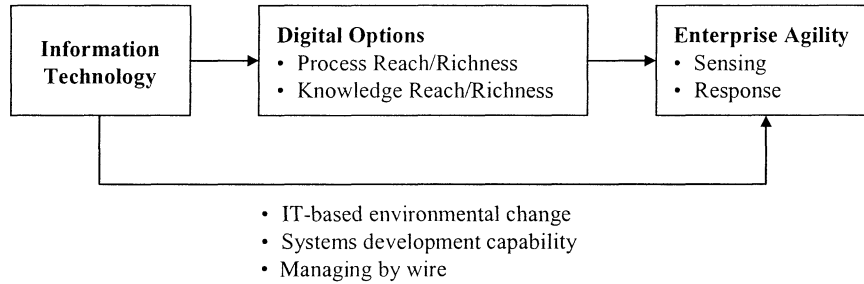 Information
Technology
Digital Options
• Process Reach/Richness
• Knowledge Reach/Richness
Enterprise Agility
• Sensing
• Response
• IT-based environmental change
• Systems development capability
• Managing by wire